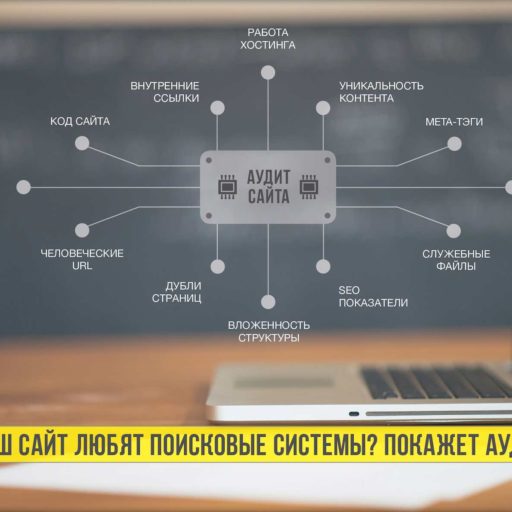 РАБОТА
ХОСТИНГА
ВНУТРЕННИЕ
ССЫЛКИ
УНИКАЛЬНОСТЬ
КОНТЕНТА
КОД САЙТА
МЕТА-ТЭГИ
АУДИТ
САЙТА
ЧЕЛОВЕЧЕСКИЕ
URL
СЛУЖЕБНЫЕ
ФАЙЛЫ
ДУБЛИ
СТРАНИЦ
SEO
ПОКАЗАТЕЛИ
ВЛОЖЕННОСТЬ
СТРУКТУРЫ
Ш САЙТ ЛЮБЯТ ПОИСКОВЫЕ СИСТЕМЫ? ПОКАЖЕТ АУД